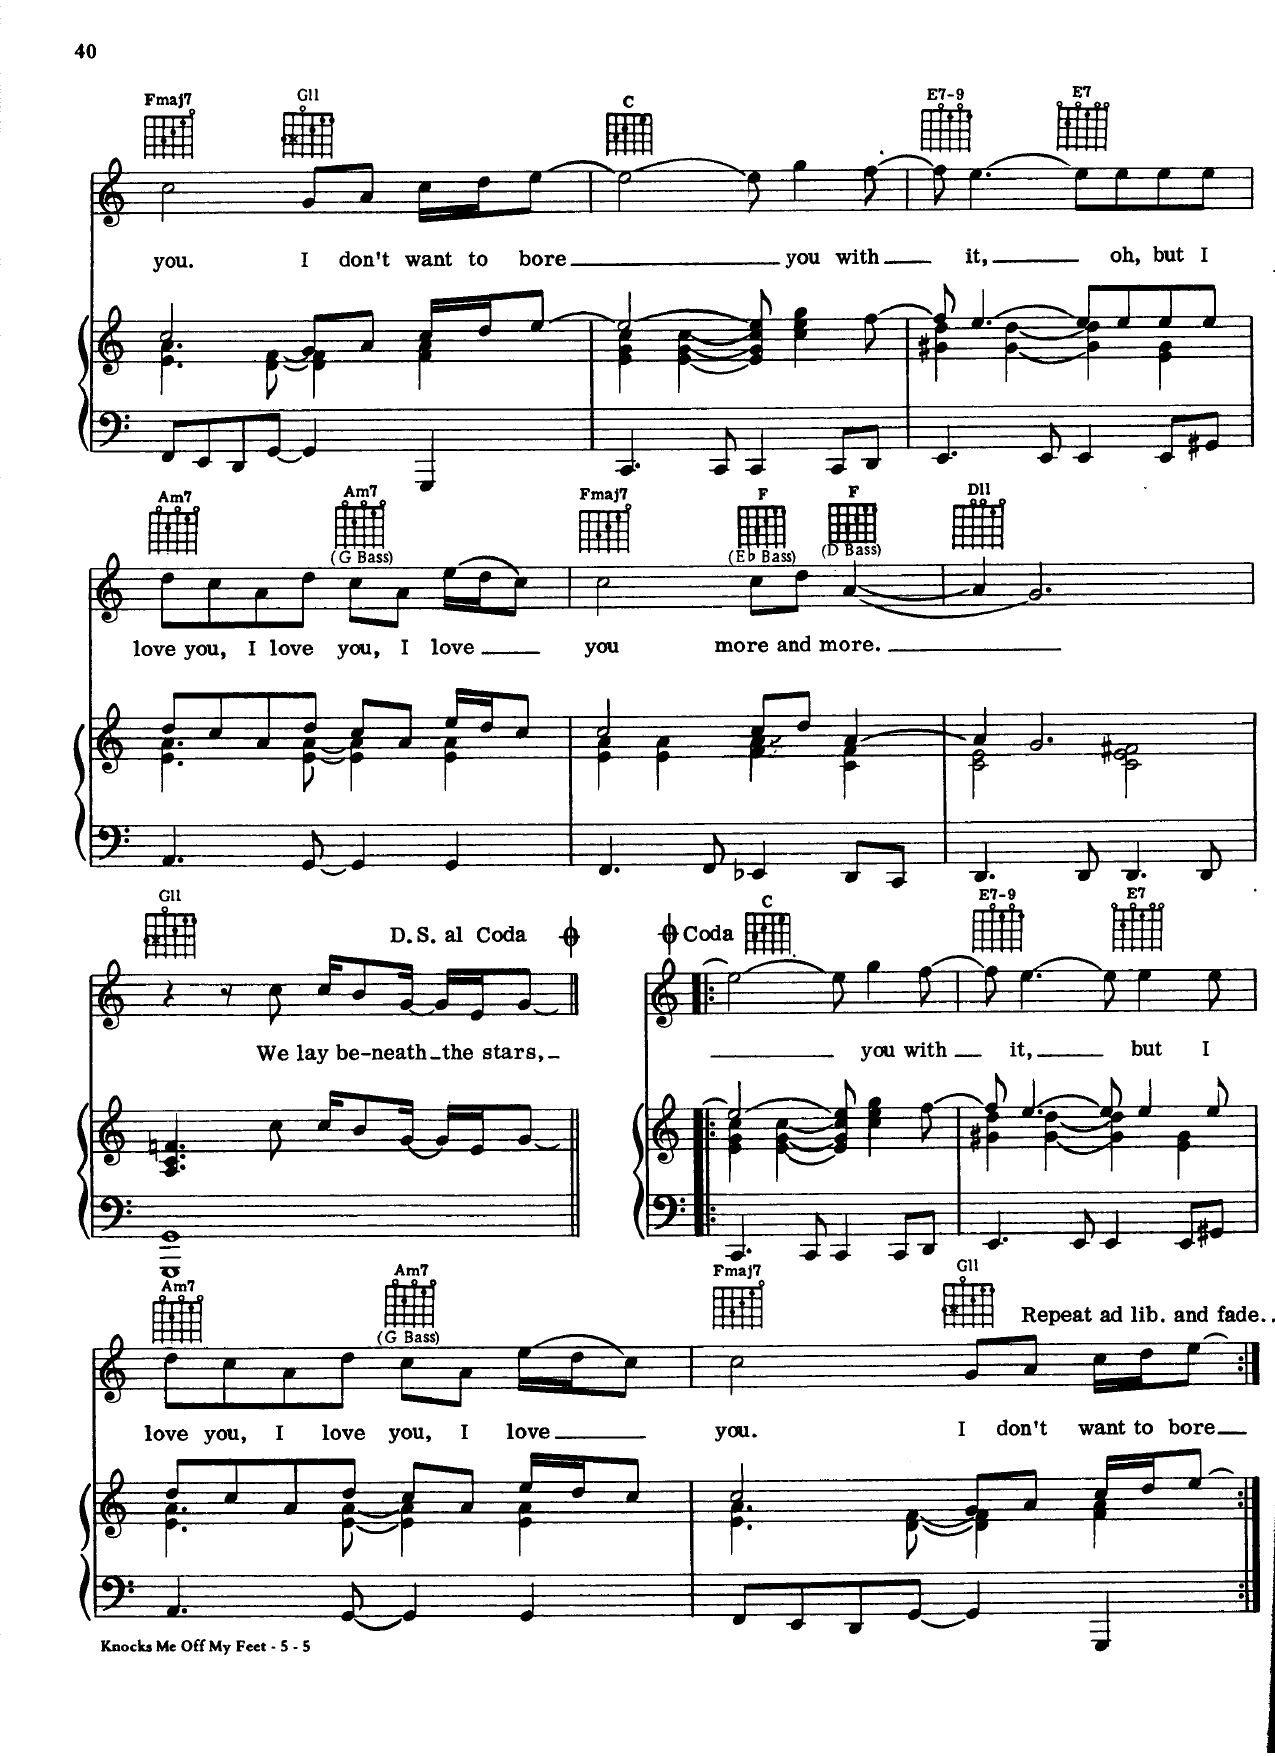 40
Fmaj7 G11 C E7-9 E7
you. I don't want to bore you with it, oh, but I
Am7 Am7 Fmaj7 F F D11
(G Bass) (E♭ Bass) (D Bass)
love you, I love you, I love you more and more.
G11 D.S. al Coda Coda C E7-9 E7
We lay be-neath the stars, you with it, but I
Am7 Am7 Fmaj7 G11
(G Bass) Repeat ad lib. and fade..
love you, I love you, I love you. I don't want to bore
Knocks Me Off My Feet - 5 - 5